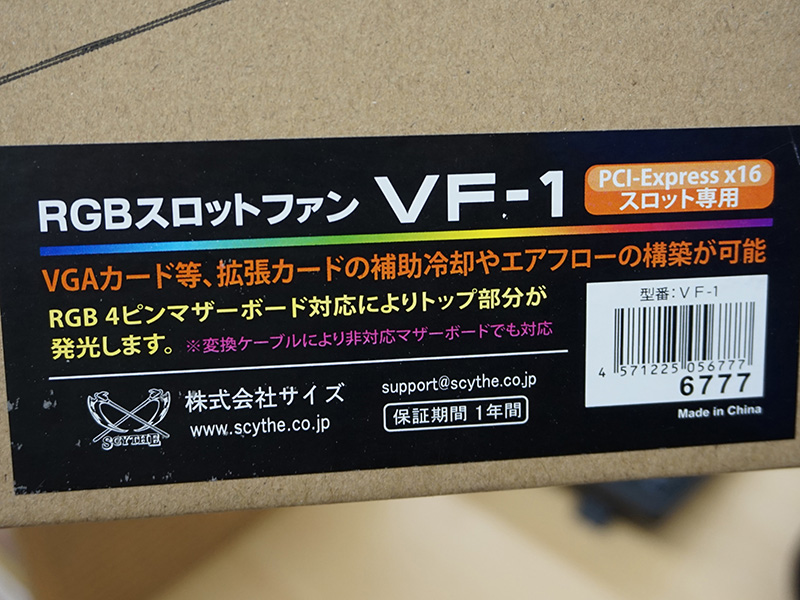 RGBスロットファン VF-1
PCI-Express x16
スロット専用
VGAカード等、拡張カードの補助冷却やエアフローの構築が可能
RGB 4ピンマザーボード対応によりトップ部分が
発光します。※変換ケーブルにより非対応マザーボードでも対応
型番：VF-1
4 571225 056777
6777
Made in China
SCYTHE
株式会社サイズ
www.scythe.co.jp
support@scythe.co.jp
保証期間 1年間